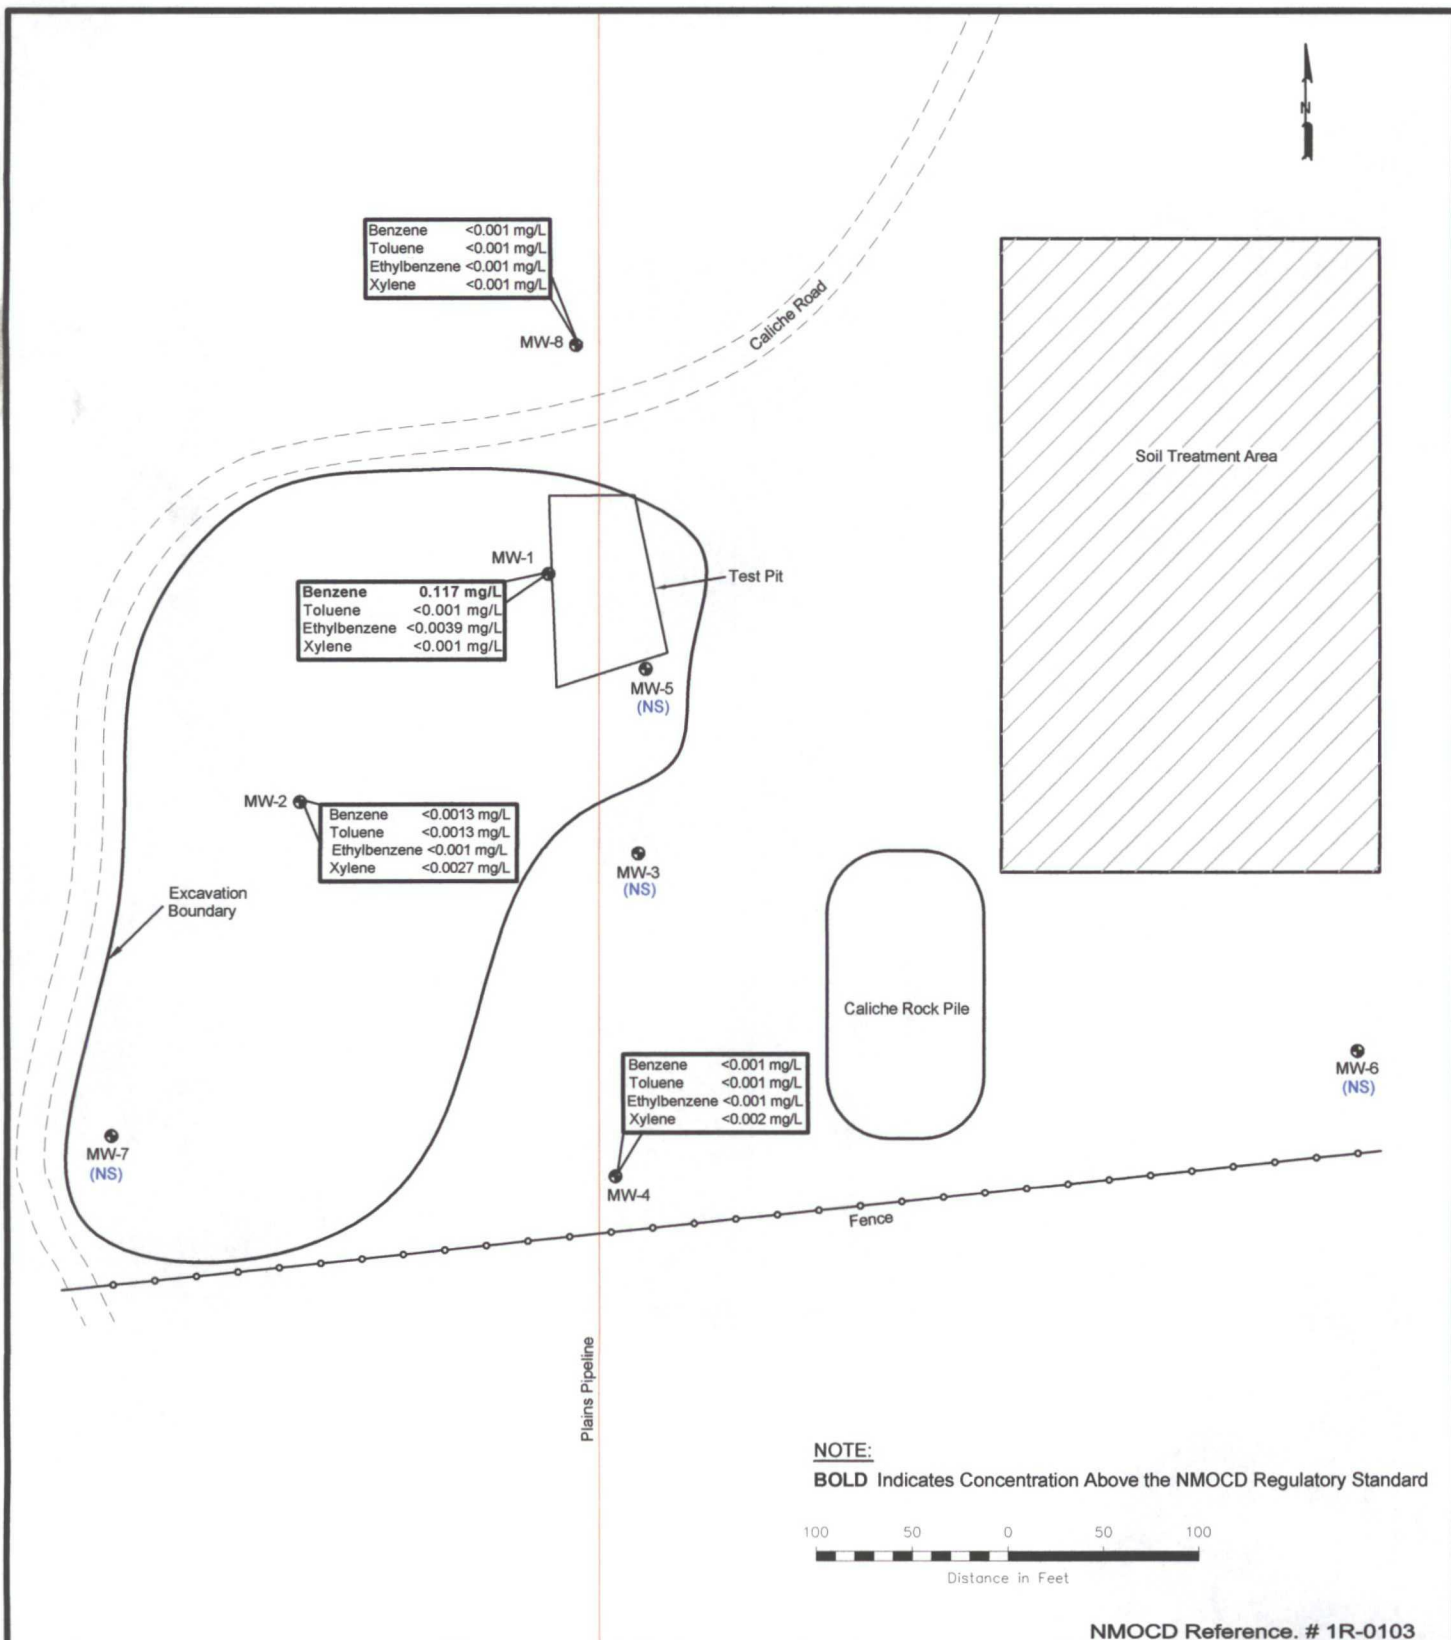 N
Benzene <0.001 mg/L
Toluene <0.001 mg/L
Ethylbenzene <0.001 mg/L
Xylene <0.001 mg/L
MW-8
Caliche Road
Soil Treatment Area
MW-1
Benzene 0.117 mg/L
Toluene <0.001 mg/L
Ethylbenzene <0.0039 mg/L
Xylene <0.001 mg/L
Test Pit
MW-5
(NS)
MW-2
Benzene <0.0013 mg/L
Toluene <0.0013 mg/L
Ethylbenzene <0.001 mg/L
Xylene <0.0027 mg/L
MW-3
(NS)
Excavation
Boundary
Caliche Rock Pile
Benzene <0.001 mg/L
Toluene <0.001 mg/L
Ethylbenzene <0.001 mg/L
Xylene <0.002 mg/L
MW-6
(NS)
MW-7
(NS)
MW-4
Fence
Plains Pipeline
NOTE:
BOLD Indicates Concentration Above the NMOCD Regulatory Standard
100 50 0 50 100
Distance in Feet
NMOCD Reference. # 1R-0103